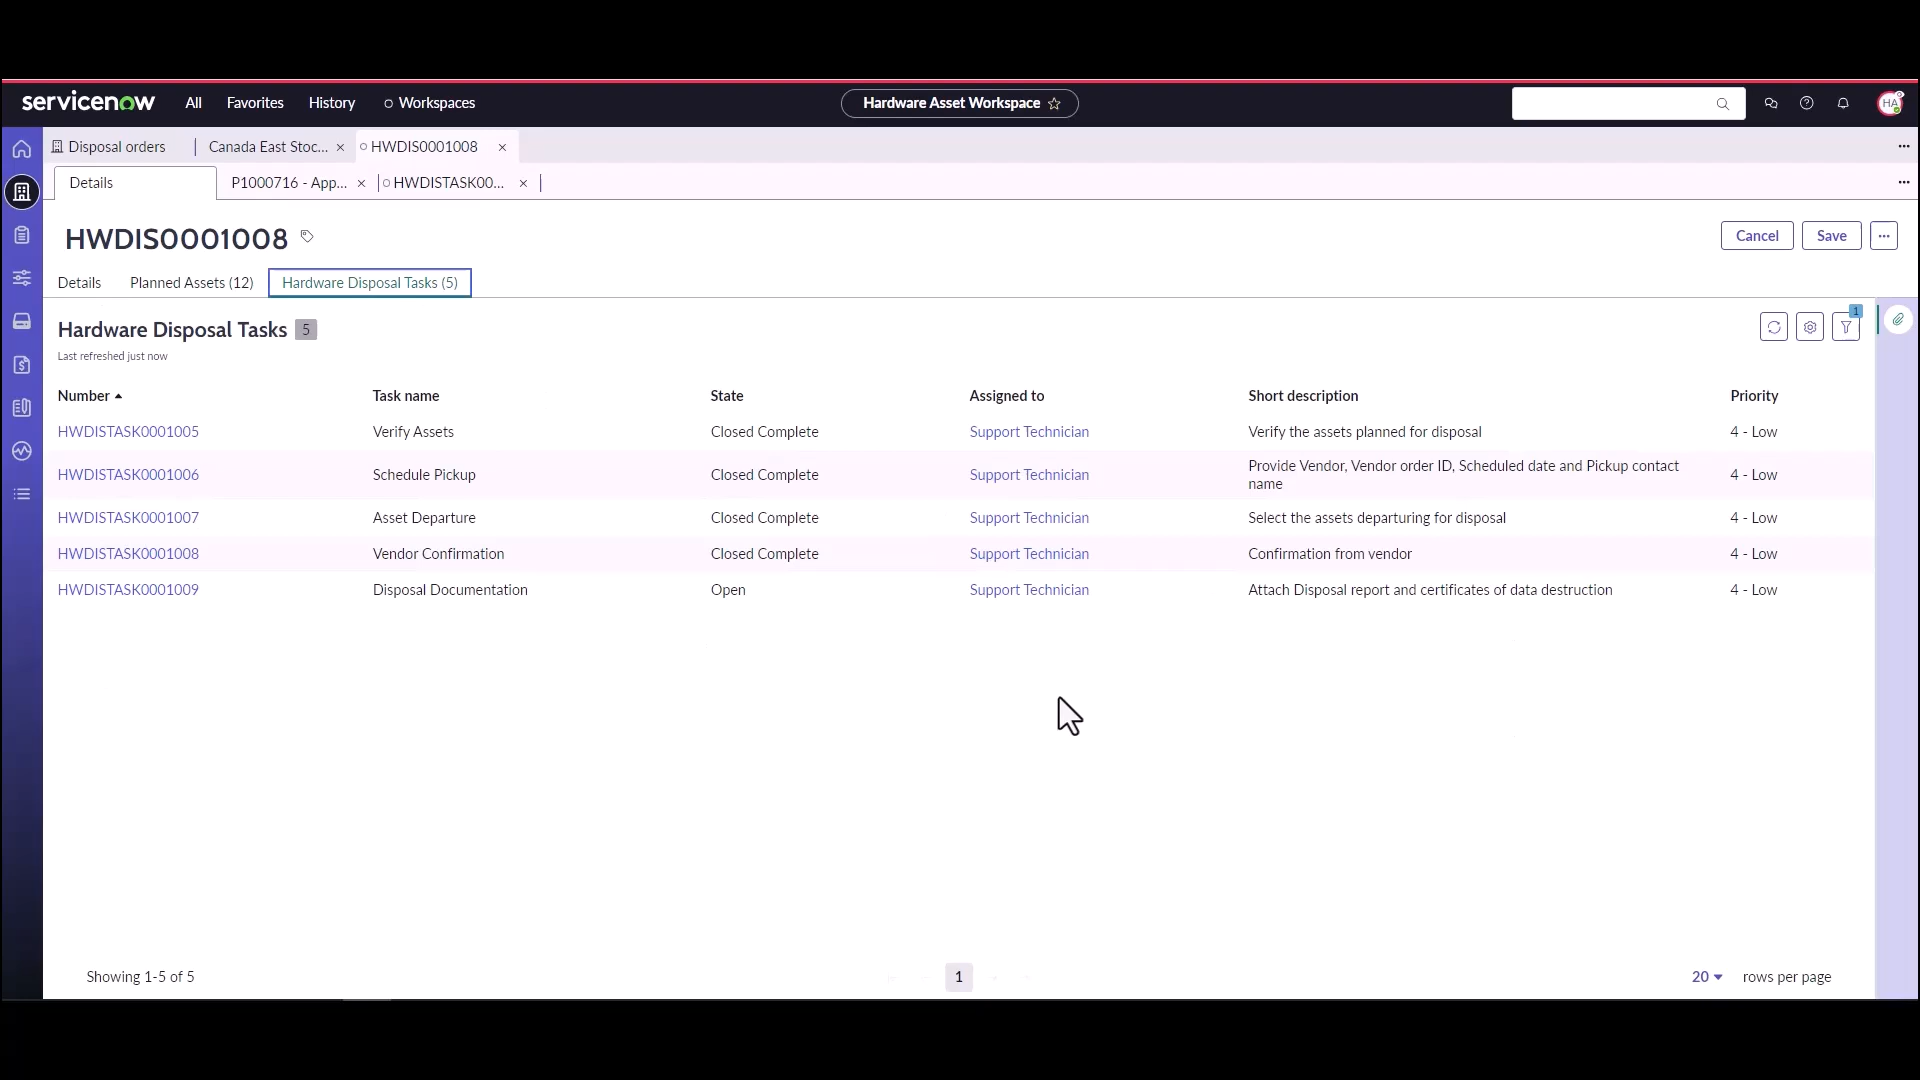 servicenow All Favorites History Workspaces Hardware Asset Workspace HA
Disposal orders Canada East Stoc... HWDIS0001008
Details P1000716 - App... HWDISTASK00...
HWDIS0001008 Cancel Save
Details Planned Assets (12) Hardware Disposal Tasks (5)
Hardware Disposal Tasks 5 1
Last refreshed just now
Number Task name State Assigned to Short description Priority
HWDISTASK0001005 Verify Assets Closed Complete Support Technician Verify the assets planned for disposal 4 - Low
HWDISTASK0001006 Schedule Pickup Closed Complete Support Technician Provide Vendor, Vendor order ID, Scheduled date and Pickup contact 4 - Low
name
HWDISTASK0001007 Asset Departure Closed Complete Support Technician Select the assets departuring for disposal 4 - Low
HWDISTASK0001008 Vendor Confirmation Closed Complete Support Technician Confirmation from vendor 4 - Low
HWDISTASK0001009 Disposal Documentation Open Support Technician Attach Disposal report and certificates of data destruction 4 - Low
Showing 1-5 of 5 1 20 rows per page